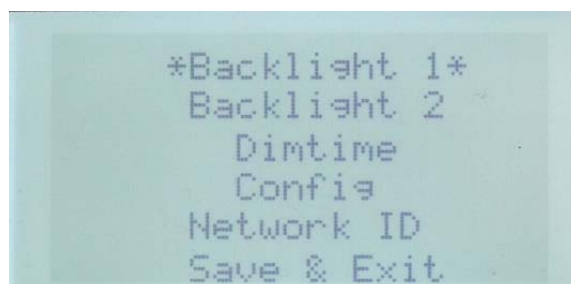 *Backlight 1*
Backlight 2
Dimtime
Config
Network ID
Save & Exit